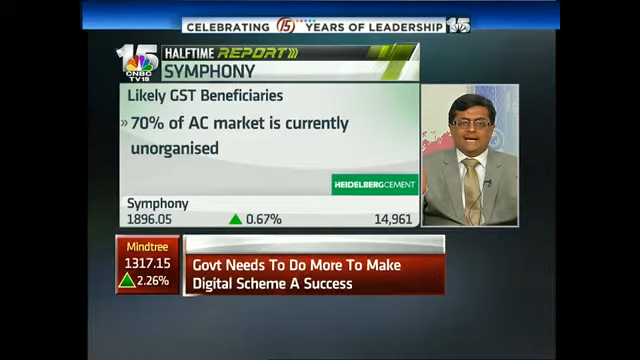 CELEBRATING 15 YEARS OF LEADERSHIP 15
15
CNBC
TV18
HALFTIME REPORT
SYMPHONY
Likely GST Beneficiaries
» 70% of AC market is currently
unorganised
HEIDELBERGCEMENT
Symphony
1896.05 ▲ 0.67% 14,961
Mindtree
1317.15
▲ 2.26%
Govt Needs To Do More To Make
Digital Scheme A Success